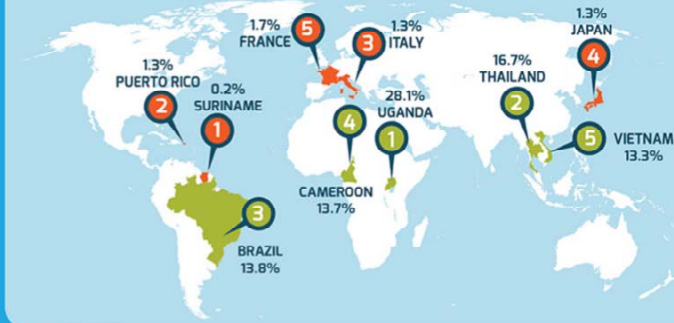 1.7%
FRANCE
5
1.3%
ITALY
3
1.3%
JAPAN
4
1.3%
PUERTO RICO
2
0.2%
SURINAME
1
28.1%
UGANDA
1
16.7%
THAILAND
2
4
CAMEROON
13.7%
5
VIETNAM
13.3%
3
BRAZIL
13.8%